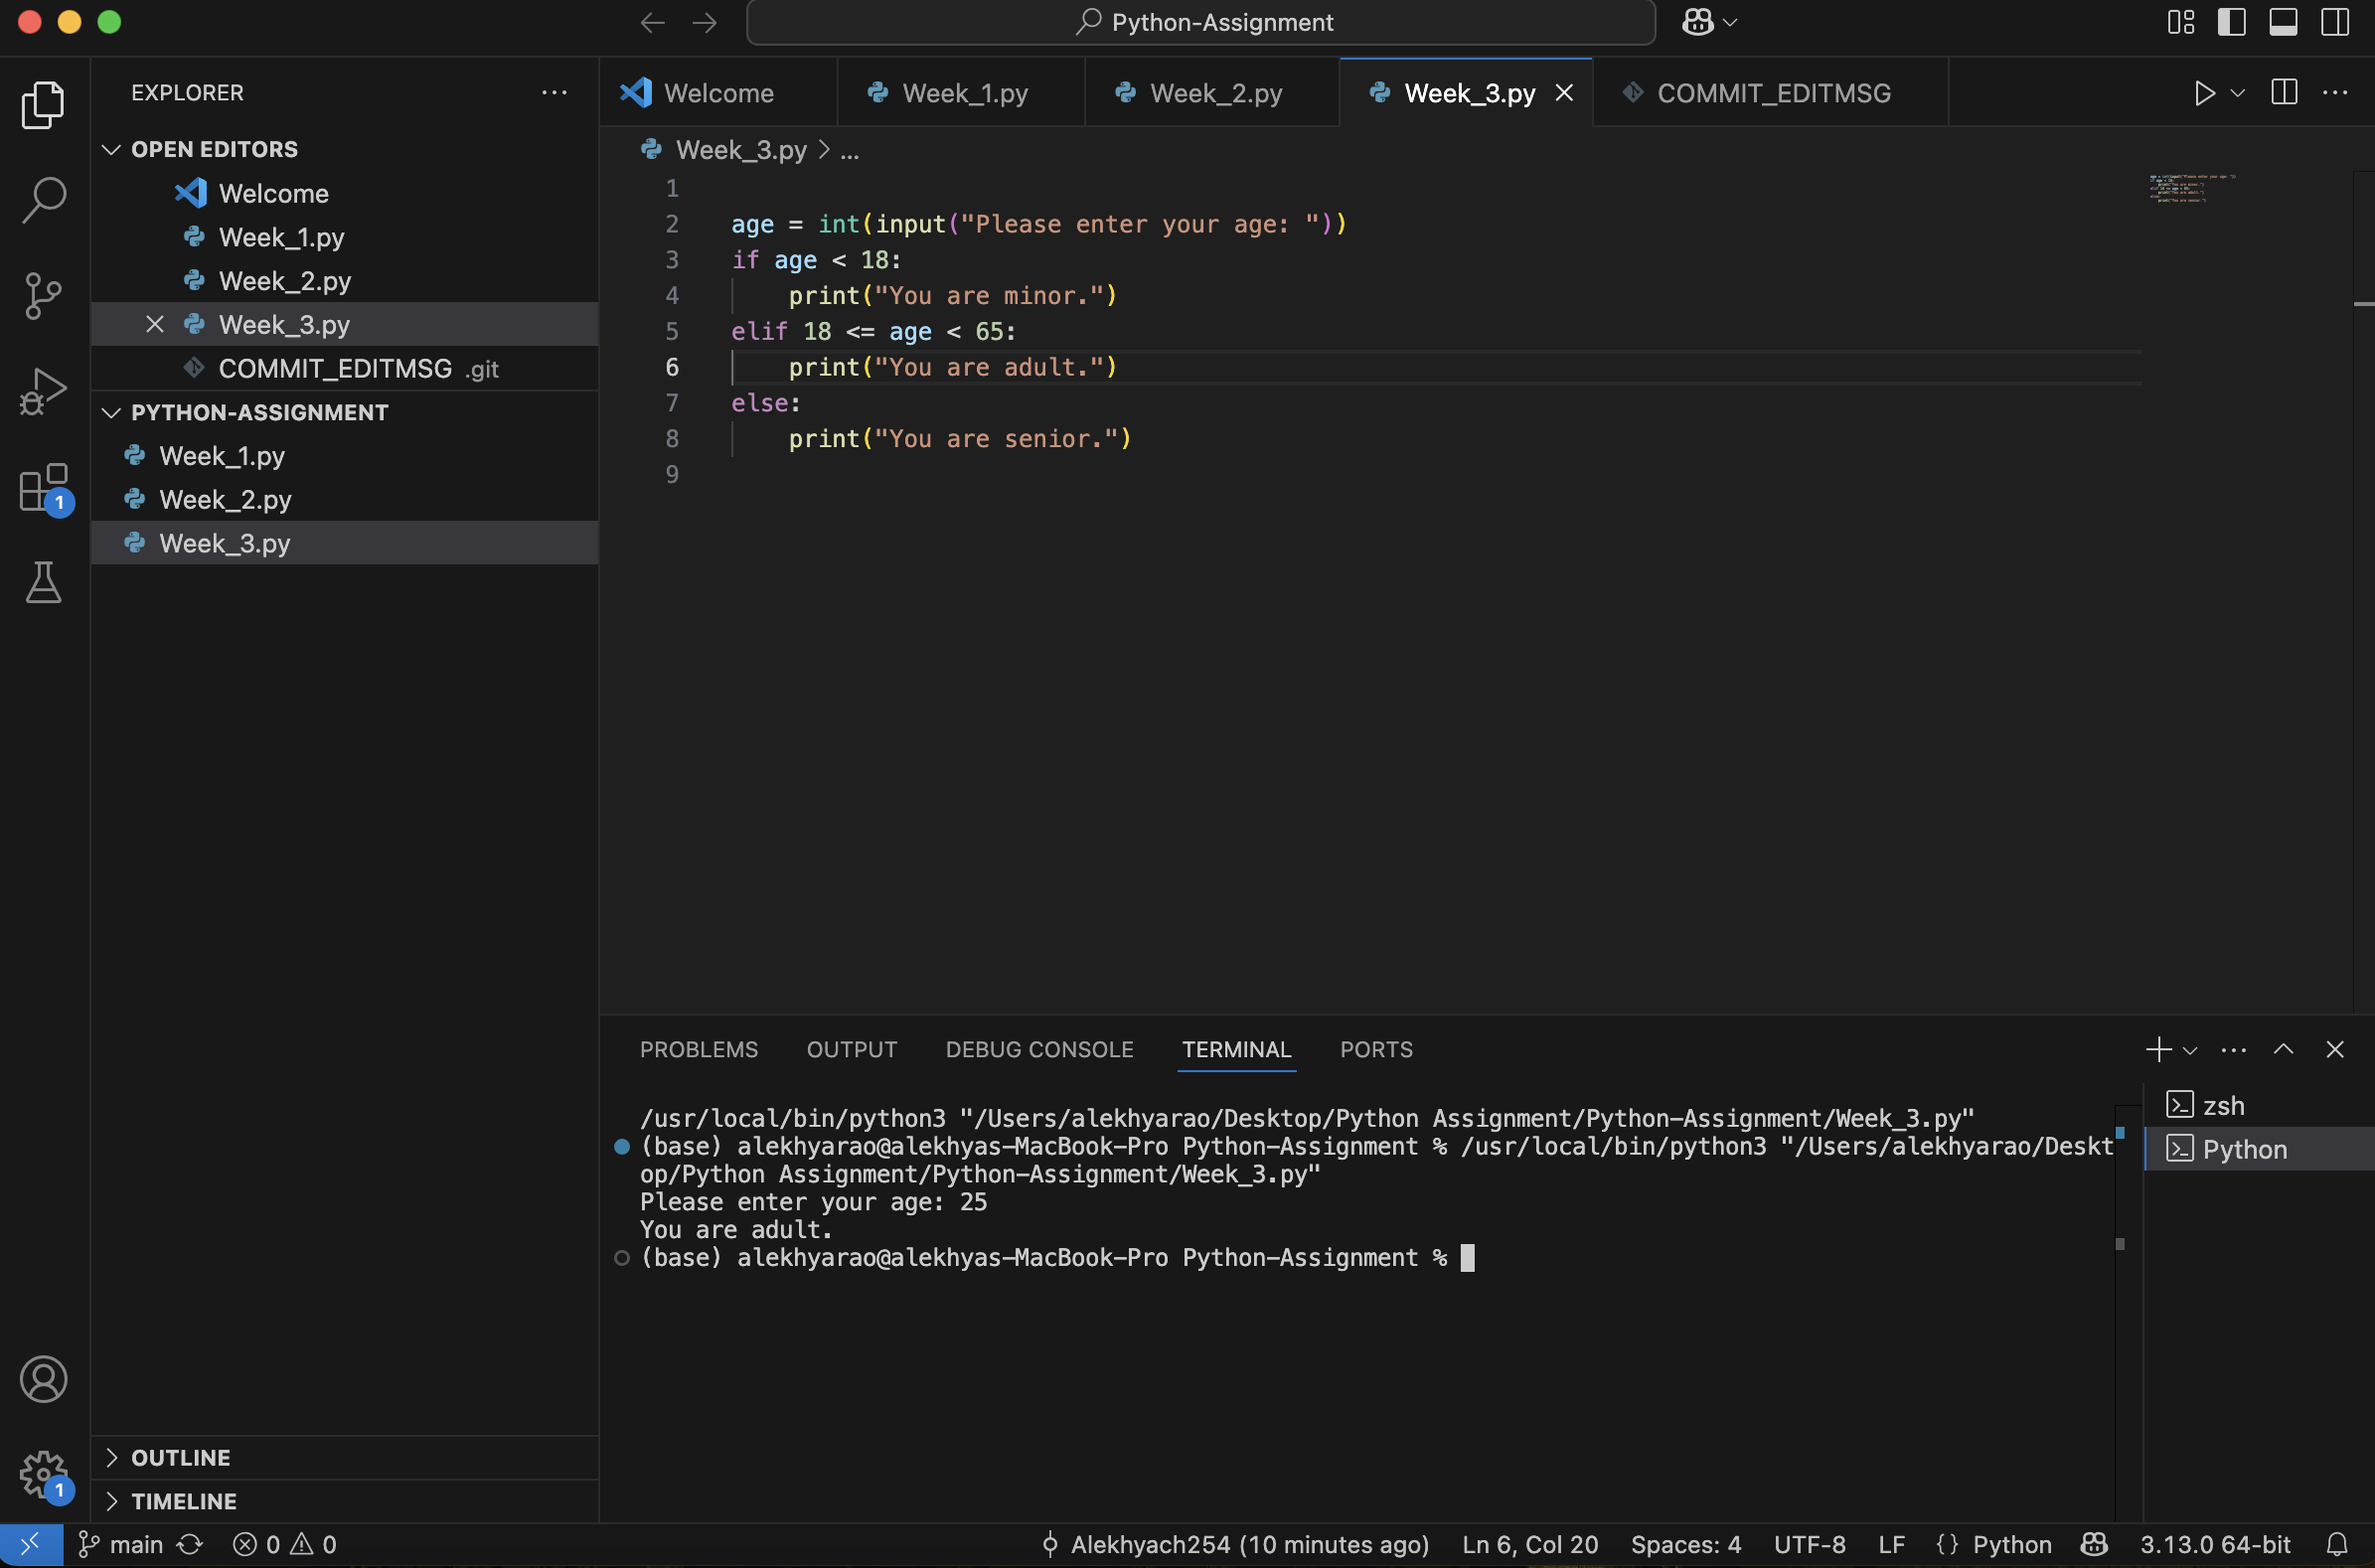 Python-Assignment
EXPLORER
Welcome
Week_1.py
Week_2.py
Week_3.py
COMMIT_EDITMSG
OPEN EDITORS
Welcome
Week_1.py
Week_2.py
Week_3.py
COMMIT_EDITMSG .git
PYTHON-ASSIGNMENT
Week_1.py
Week_2.py
Week_3.py
1
1
OUTLINE
TIMELINE
Week_3.py > ...
1
2 age = int(input("Please enter your age: "))
3 if age < 18:
4 print("You are minor.")
5 elif 18 <= age < 65:
6 print("You are adult.")
7 else:
8 print("You are senior.")
9
PROBLEMS OUTPUT DEBUG CONSOLE TERMINAL PORTS
/usr/local/bin/python3 "/Users/alekhyarao/Desktop/Python Assignment/Python-Assignment/Week_3.py"
(base) alekhyarao@alekhyas-MacBook-Pro Python-Assignment % /usr/local/bin/python3 "/Users/alekhyarao/Deskt
op/Python Assignment/Python-Assignment/Week_3.py"
Please enter your age: 25
You are adult.
(base) alekhyarao@alekhyas-MacBook-Pro Python-Assignment %
zsh
Python
main 0 0 Alekhyach254 (10 minutes ago) Ln 6, Col 20 Spaces: 4 UTF-8 LF {} Python 3.13.0 64-bit